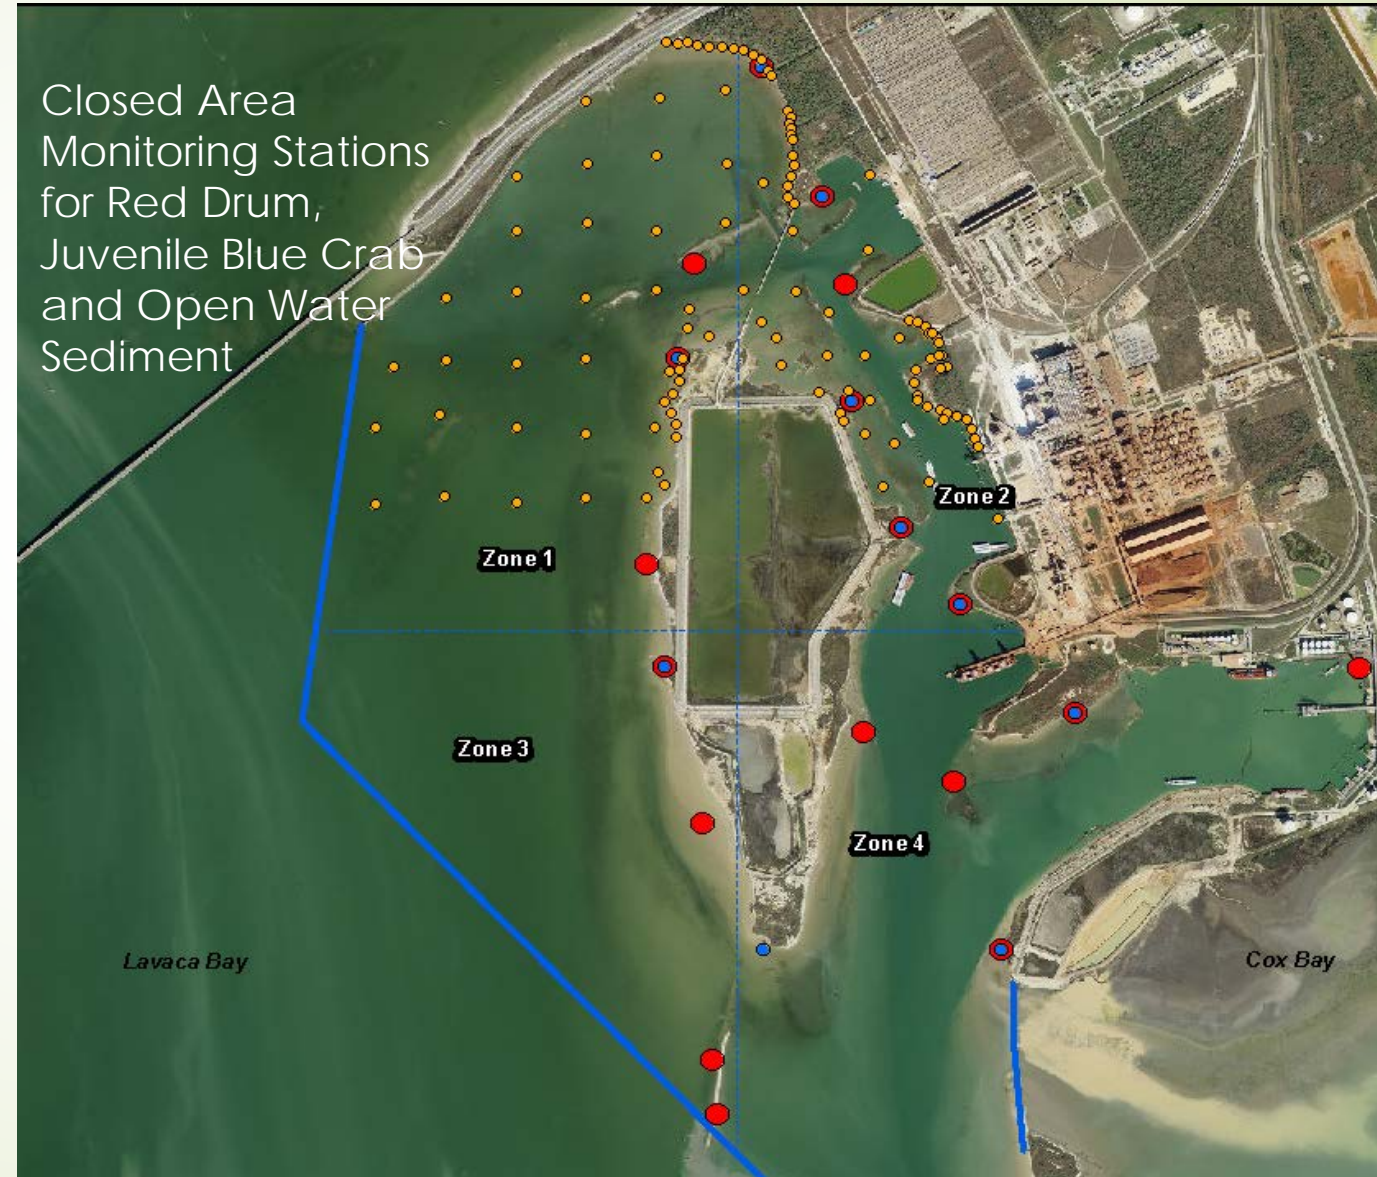 Closed Area
Monitoring Stations
for Red Drum,
Juvenile Blue Crab
and Open Water
Sediment
Zone 2
Zone 1
Zone 3
Zone 4
Lavaca Bay
Cox Bay